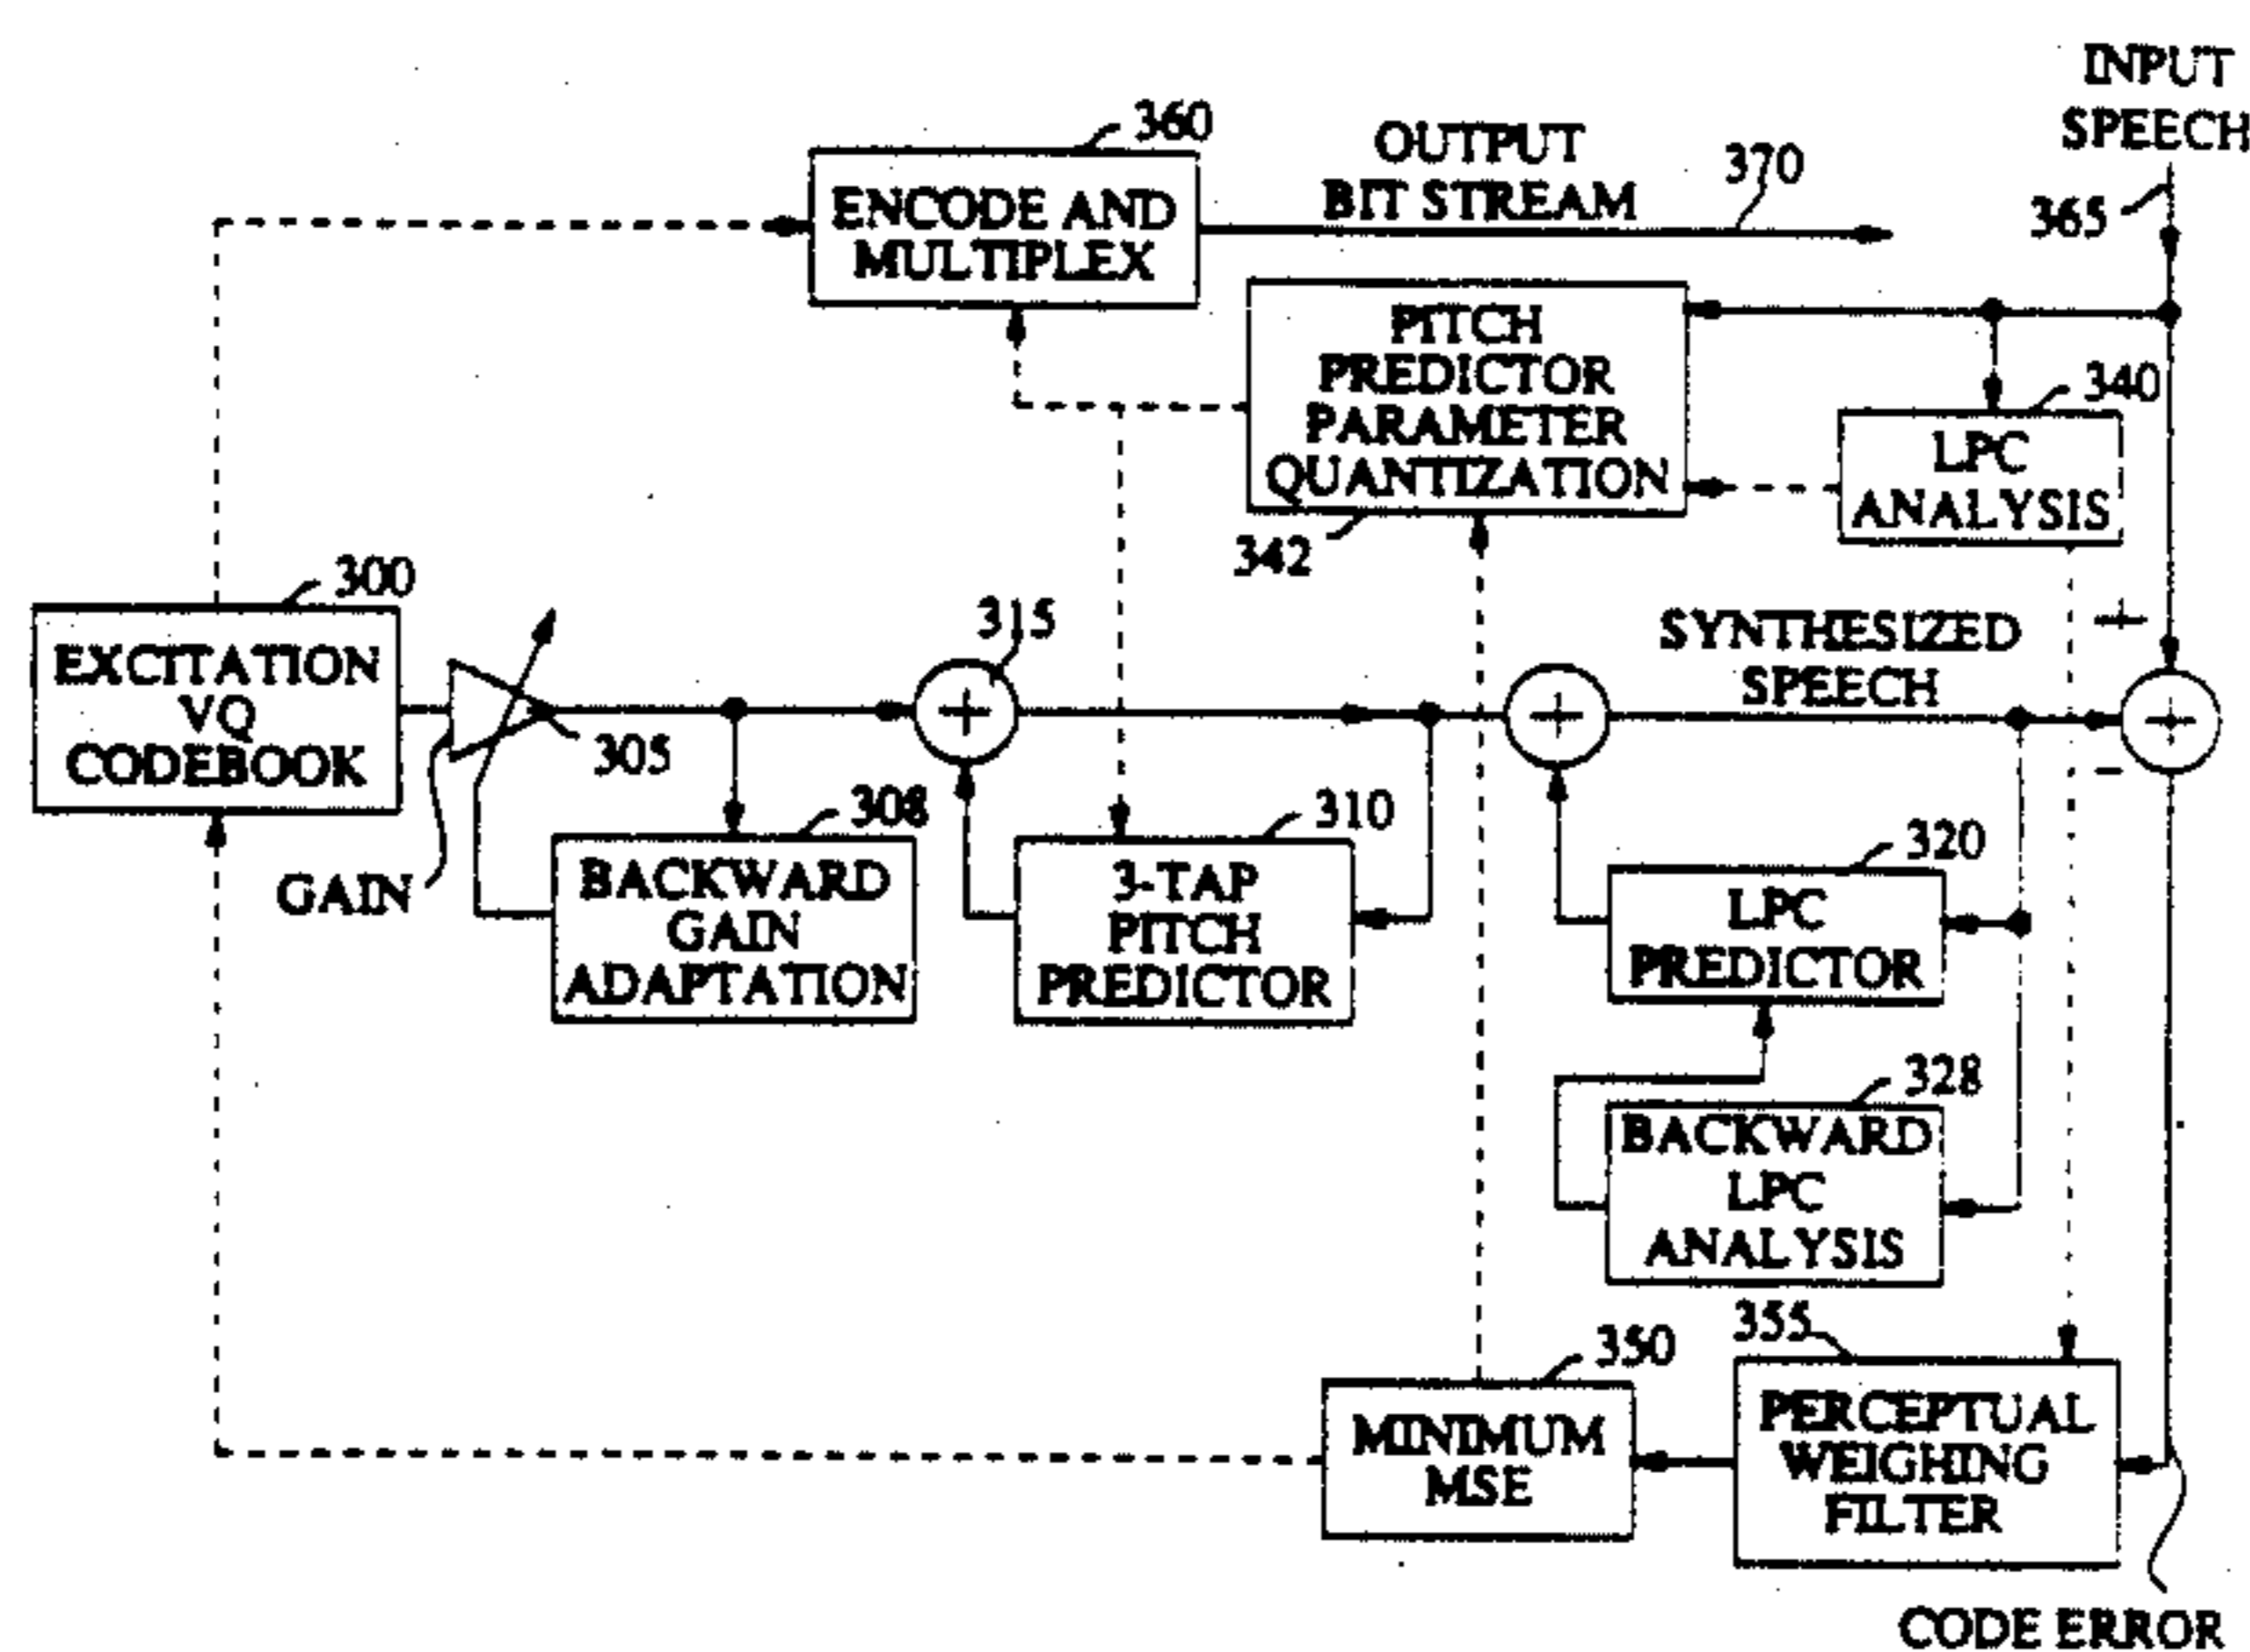 INPUT
SPEECH
365
360
ENCODE AND
MULTIPLEX
OUTPUT
BIT STREAM
370
PITCH
PREDICTOR
PARAMETER
QUANTIZATION
342
340
LPC
ANALYSIS
300
EXCITATION
VQ
CODEBOOK
GAIN
305
315
+
+
SYNTHESIZED
SPEECH
+
+
-
308
BACKWARD
GAIN
ADAPTATION
310
3-TAP
PITCH
PREDICTOR
320
LPC
PREDICTOR
328
BACKWARD
LPC
ANALYSIS
350
MINIMUM
MSE
355
PERCEPTUAL
WEIGHING
FILTER
CODE ERROR